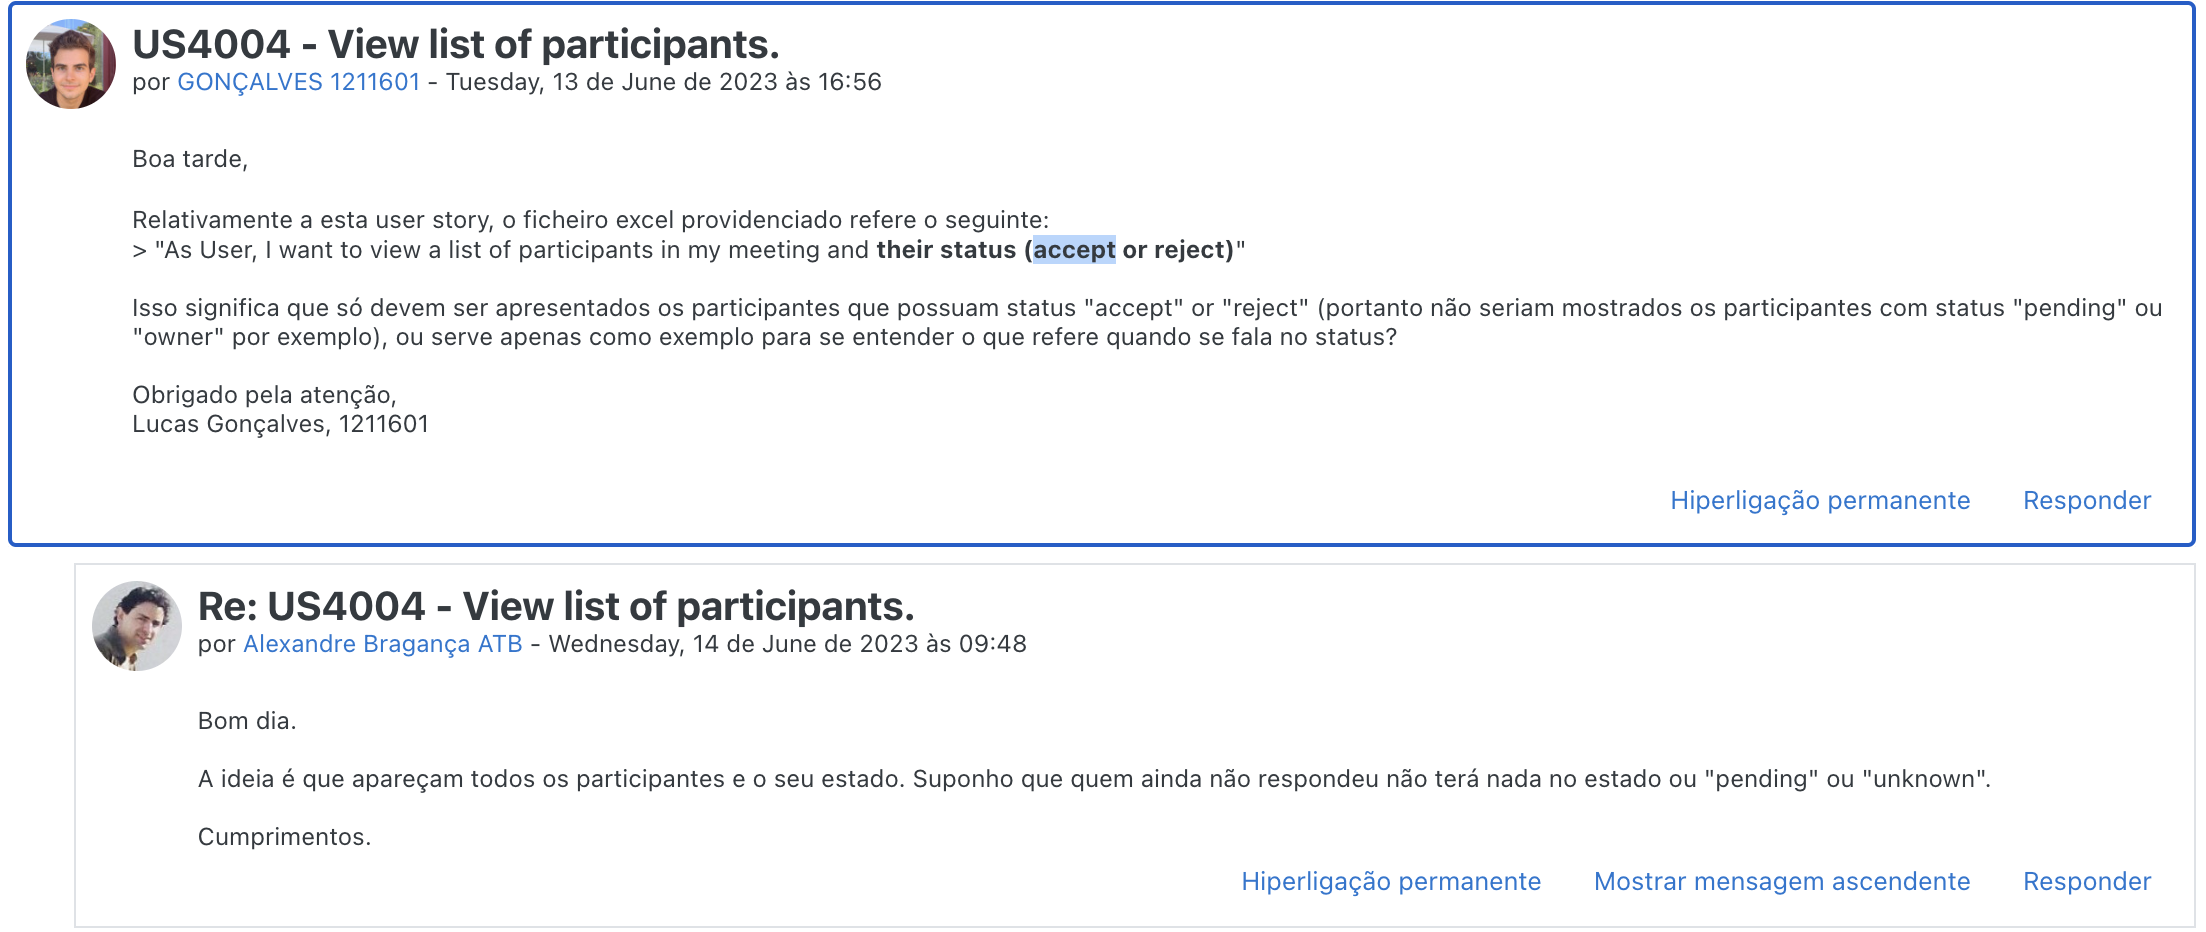 US4004 - View list of participants.
por GONÇALVES 1211601 - Tuesday, 13 de June de 2023 às 16:56
Boa tarde,
Relativamente a esta user story, o ficheiro excel providenciado refere o seguinte:
> "As User, I want to view a list of participants in my meeting and their status (accept or reject)"
Isso significa que só devem ser apresentados os participantes que possuam status "accept" or "reject" (portanto não seriam mostrados os participantes com status "pending" ou
"owner" por exemplo), ou serve apenas como exemplo para se entender o que refere quando se fala no status?
Obrigado pela atenção,
Lucas Gonçalves, 1211601
Hiperligação permanente Responder
Re: US4004 - View list of participants.
por Alexandre Bragança ATB - Wednesday, 14 de June de 2023 às 09:48
Bom dia.
A ideia é que apareçam todos os participantes e o seu estado. Suponho que quem ainda não respondeu não terá nada no estado ou "pending" ou "unknown".
Cumprimentos.
Hiperligação permanente Mostrar mensagem ascendente Responder